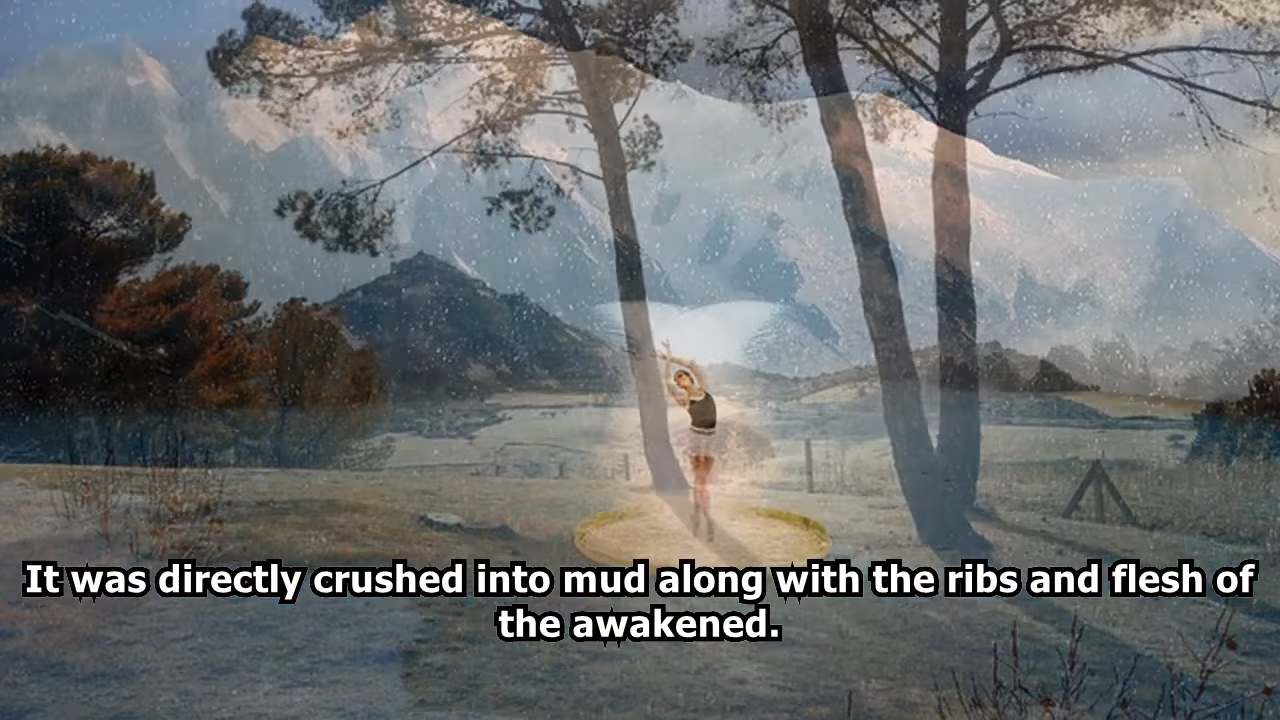 It was directly crushed into mud along with the ribs and flesh of
the awakened.